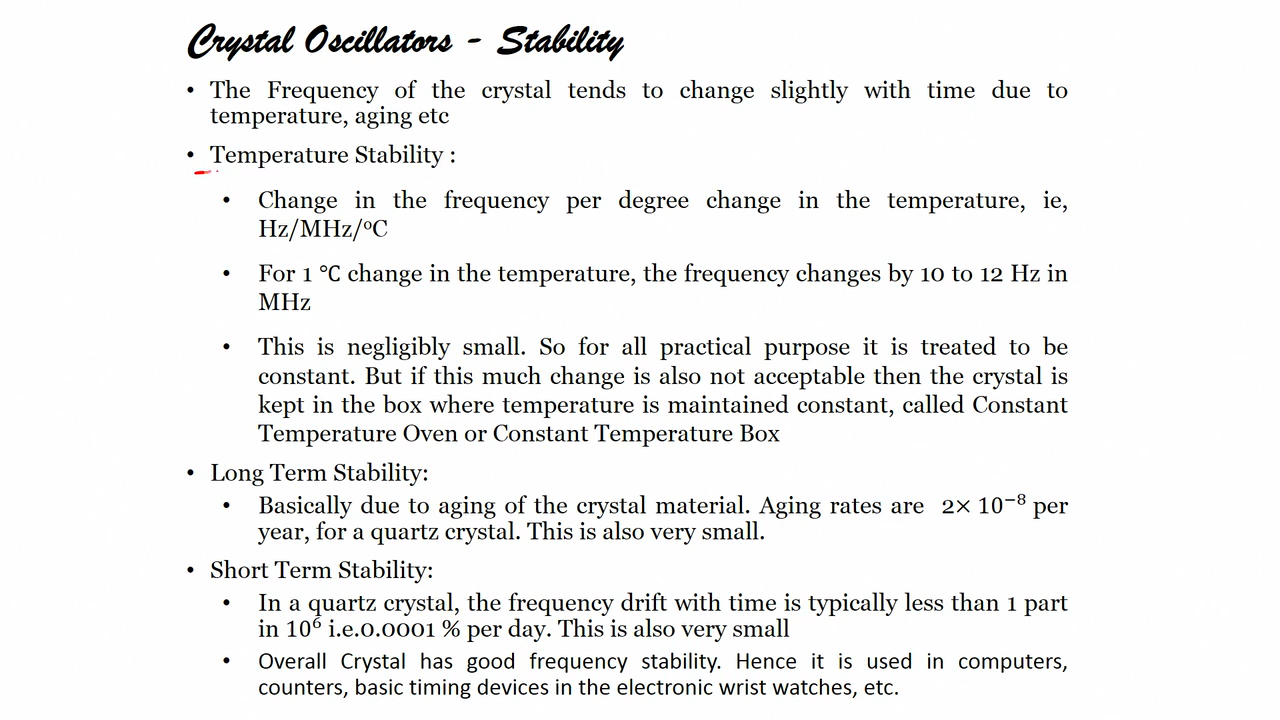 Crystal Oscillators - Stability
• The Frequency of the crystal tends to change slightly with time due to
temperature, aging etc
• Temperature Stability :
• Change in the frequency per degree change in the temperature, ie,
Hz/MHz/⁰C
• For 1 ℃ change in the temperature, the frequency changes by 10 to 12 Hz in
MHz
• This is negligibly small. So for all practical purpose it is treated to be
constant. But if this much change is also not acceptable then the crystal is
kept in the box where temperature is maintained constant, called Constant
Temperature Oven or Constant Temperature Box
• Long Term Stability:
• Basically due to aging of the crystal material. Aging rates are 2× 10⁻⁸ per
year, for a quartz crystal. This is also very small.
• Short Term Stability:
• In a quartz crystal, the frequency drift with time is typically less than 1 part
in 10⁶ i.e.0.0001 % per day. This is also very small
• Overall Crystal has good frequency stability. Hence it is used in computers,
counters, basic timing devices in the electronic wrist watches, etc.